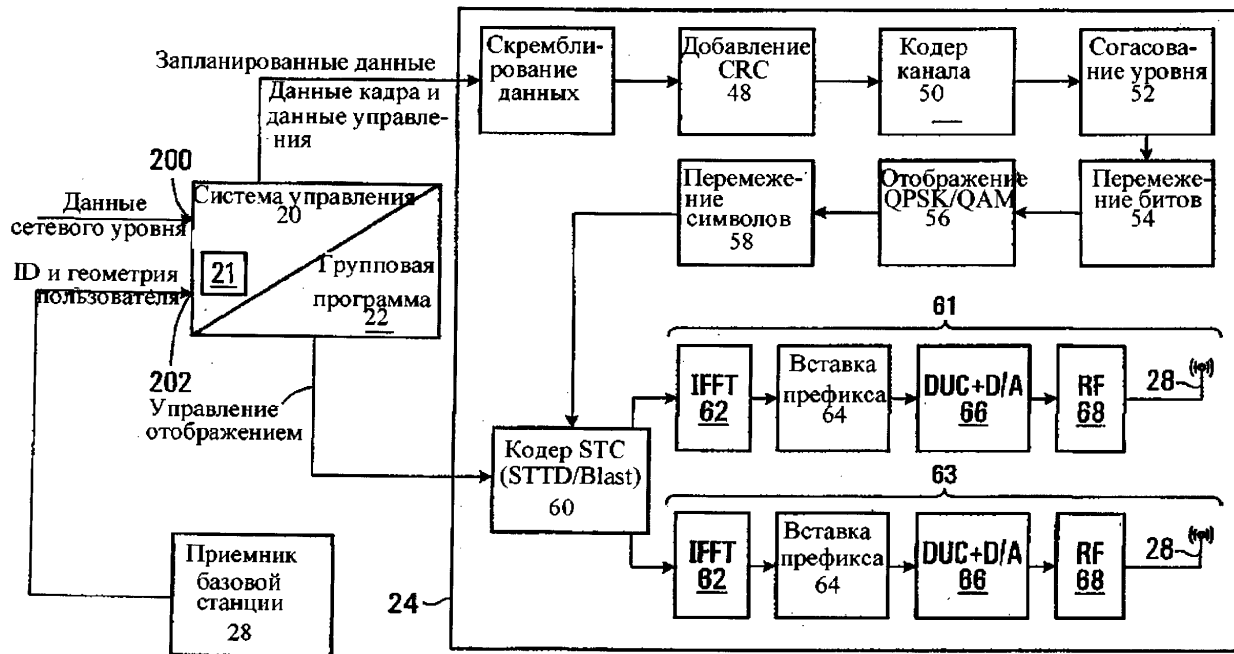 Запланированные данные
Данные кадра и
данные управле-
ния
200
Данные
сетевого уровня
ID и геометрия
пользователя
202
Система управления
20
21
Групповая
программа
22
Управление
отображением
Приемник
базовой
станции
28
24
Скрембли-
рование
данных
Добавление
CRC
48
Кодер
канала
50
Согасова-
ние уровня
52
Перемеже-
ние битов
54
Отображение
QPSK/QAM
56
Перемеже-
ние
символов
58
Кодер STC
(STTD/Blast)
60
61
IFFT
62
Вставка
префикса
64
DUC+D/A
66
RF
68
28
63
IFFT
62
Вставка
префикса
64
DUC+D/A
66
RF
68
28